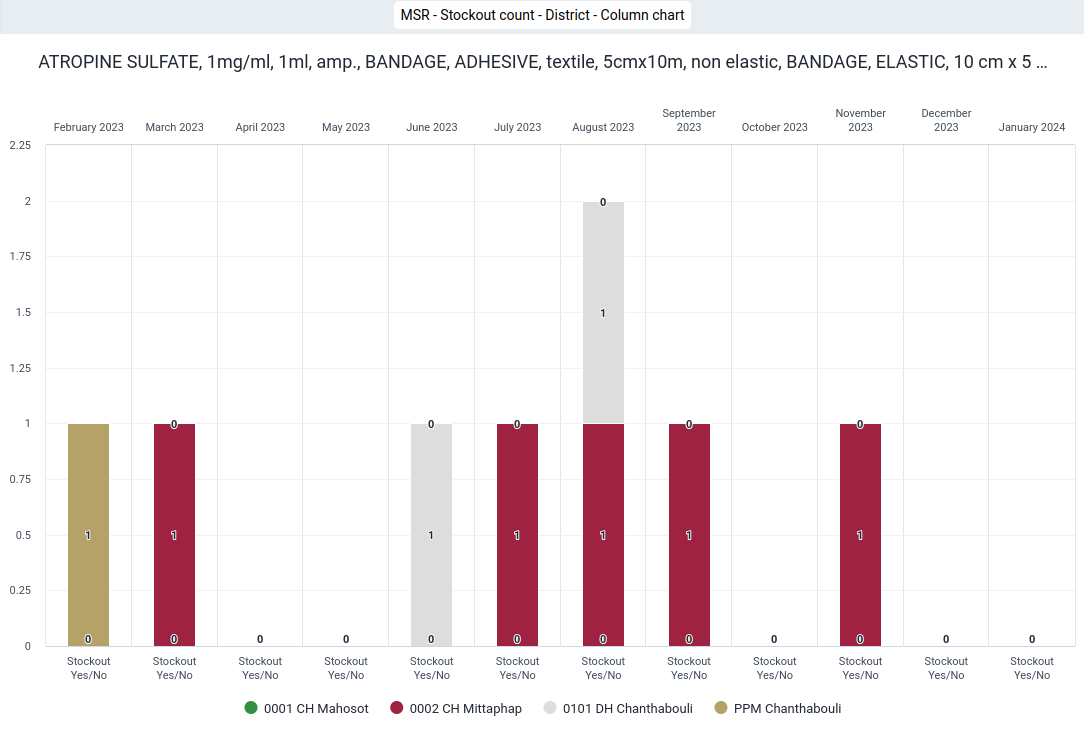 MSR - Stockout count - District - Column chart
ATROPINE SULFATE, 1mg/ml, 1ml, amp., BANDAGE, ADHESIVE, textile, 5cmx10m, non elastic, BANDAGE, ELASTIC, 10 cm x 5 ...
February 2023 March 2023 April 2023 May 2023 June 2023 July 2023 August 2023 September 2023 October 2023 November 2023 December 2023 January 2024
2.25
2 0
1.75
1.5 1
1.25
1 0 0 0 0 0
0.75
0.5 1 1 1 1 1 1 1
0.25
0 0 0 0 0 0 0 0 0 0 0 0 0
Stockout Stockout Stockout Stockout Stockout Stockout Stockout Stockout Stockout Stockout Stockout Stockout
Yes/No Yes/No Yes/No Yes/No Yes/No Yes/No Yes/No Yes/No Yes/No Yes/No Yes/No Yes/No
0001 CH Mahosot 0002 CH Mittaphap 0101 DH Chanthabouli PPM Chanthabouli